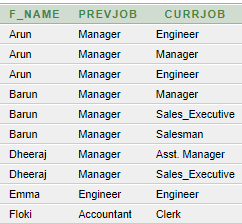 F_NAME PREVJOB CURRJOB
Arun Manager Engineer
Arun Manager Manager
Arun Manager Engineer
Barun Manager Manager
Barun Manager Sales_Executive
Barun Manager Salesman
Dheeraj Manager Asst. Manager
Dheeraj Manager Sales_Executive
Emma Engineer Engineer
Floki Accountant Clerk